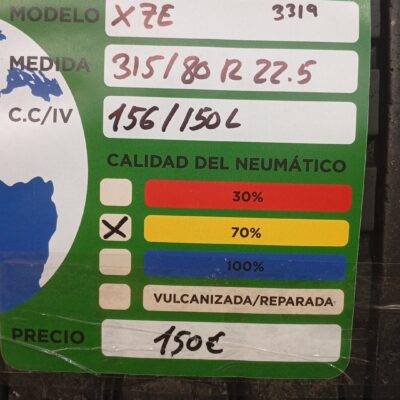 MODELO XZE 3319
MEDIDA 315/80 R 22.5
C.C/IV 156/150L
CALIDAD DEL NEUMÁTICO
30%
X 70%
100%
VULCANIZADA/REPARADA
PRECIO 150€